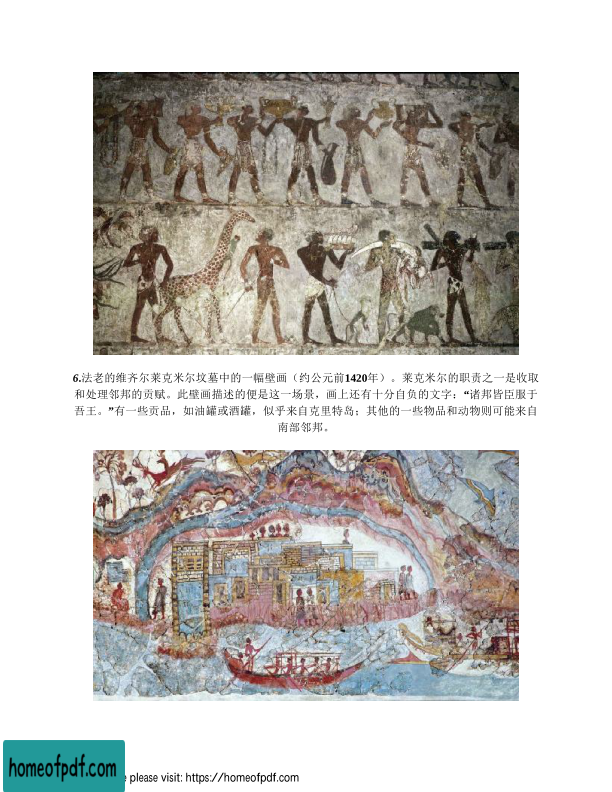 6.法老的维齐尔莱克米尔坟墓中的一幅壁画（约公元前1420年）。莱克米尔的职责之一是收取
和处理邻邦的贡赋。此壁画描述的便是这一场景，画上还有十分自负的文字：“诸邦皆臣服于
吾王。”有一些贡品，如油罐或酒罐，似乎来自克里特岛；其他的一些物品和动物则可能来自
南部邻邦。
homeofpdf.com
e please visit: https://homeofpdf.com